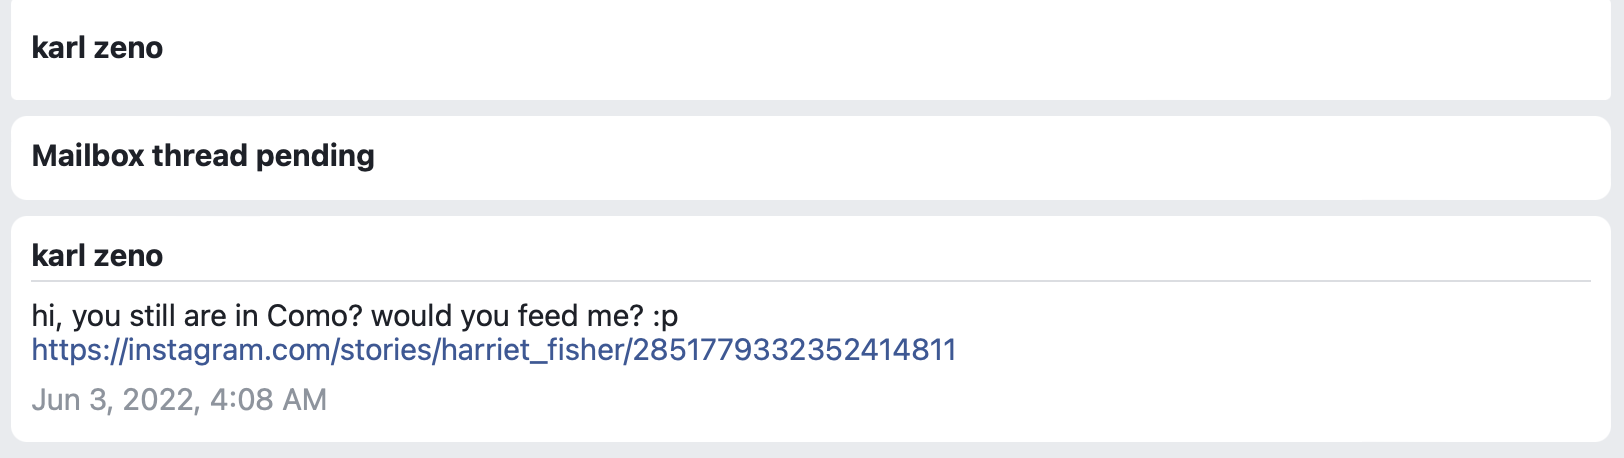 karl zeno
Mailbox thread pending
karl zeno
hi, you still are in Como? would you feed me? :p
https://instagram.com/stories/harriet_fisher/2851779332352414811
Jun 3, 2022, 4:08 AM